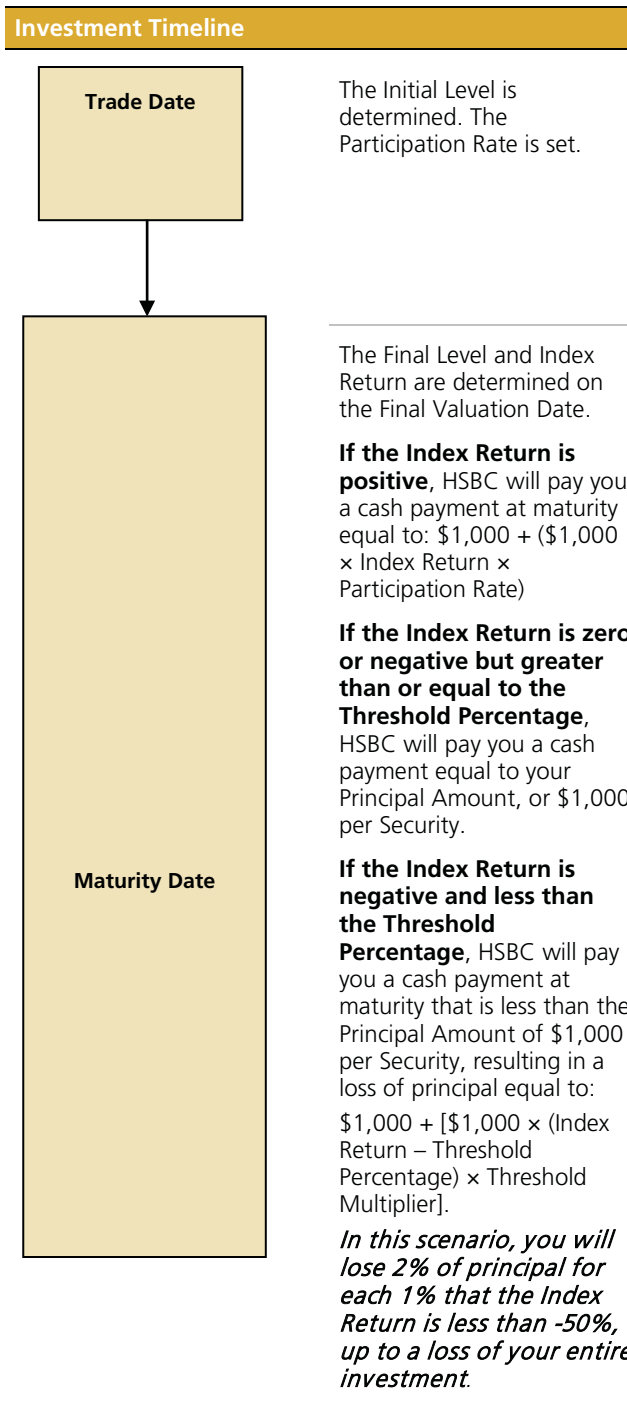 Investment Timeline
Trade Date
The Initial Level is
determined. The
Participation Rate is set.
The Final Level and Index
Return are determined on
the Final Valuation Date.
If the Index Return is
positive, HSBC will pay you
a cash payment at maturity
equal to: $1,000 + ($1,000
× Index Return ×
Participation Rate)
If the Index Return is zero
or negative but greater
than or equal to the
Threshold Percentage,
HSBC will pay you a cash
payment equal to your
Principal Amount, or $1,000
per Security.
Maturity Date
If the Index Return is
negative and less than
the Threshold
Percentage, HSBC will pay
you a cash payment at
maturity that is less than the
Principal Amount of $1,000
per Security, resulting in a
loss of principal equal to:
$1,000 + [$1,000 × (Index
Return – Threshold
Percentage) × Threshold
Multiplier].
In this scenario, you will
lose 2% of principal for
each 1% that the Index
Return is less than -50%,
up to a loss of your entire
investment.